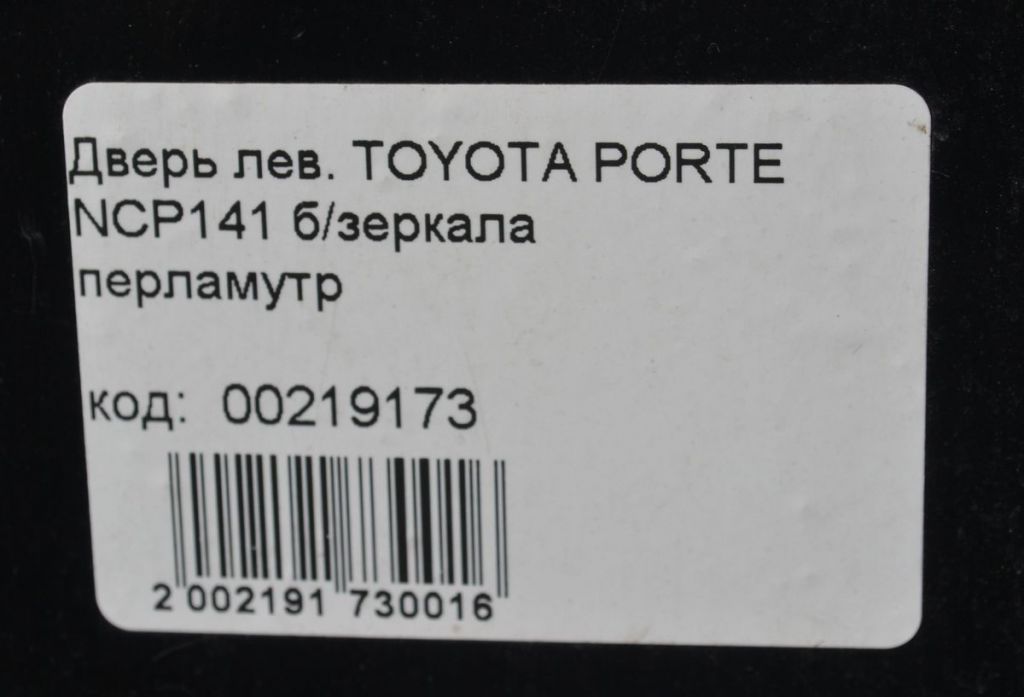 Дверь лев. TOYOTA PORTE
NCP141 б/зеркала
перламутр
код: 00219173
2 002191 730016